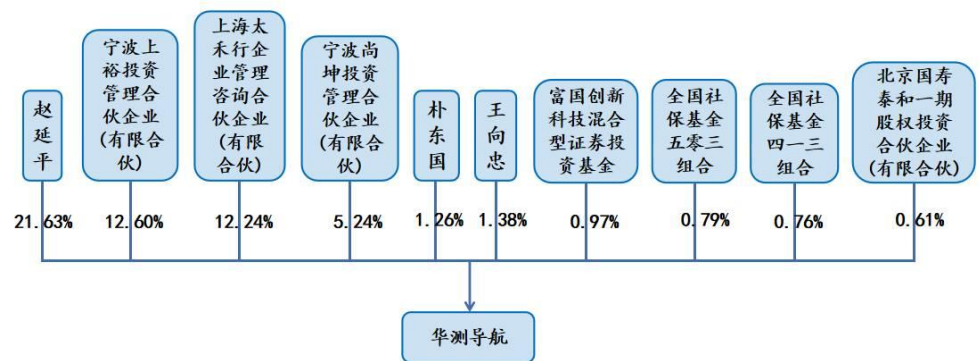 赵
延
平
宁波上
裕投资
管理合
伙企业
(有限合
伙)
上海太
禾行企
业管理
咨询合
伙企业
(有限
合伙)
宁波尚
坤投资
管理合
伙企业
(有限合
伙)
朴
东
国
王
向
忠
富国创新
科技混合
型证券投
资基金
全国社
保基金
五零三
组合
全国社
保基金
四一三
组合
北京国寿
泰和一期
股权投资
合伙企业
(有限合伙)
21.63%
12.60%
12.24%
5.24%
1.26%
1.38%
0.97%
0.79%
0.76%
0.61%
华测导航